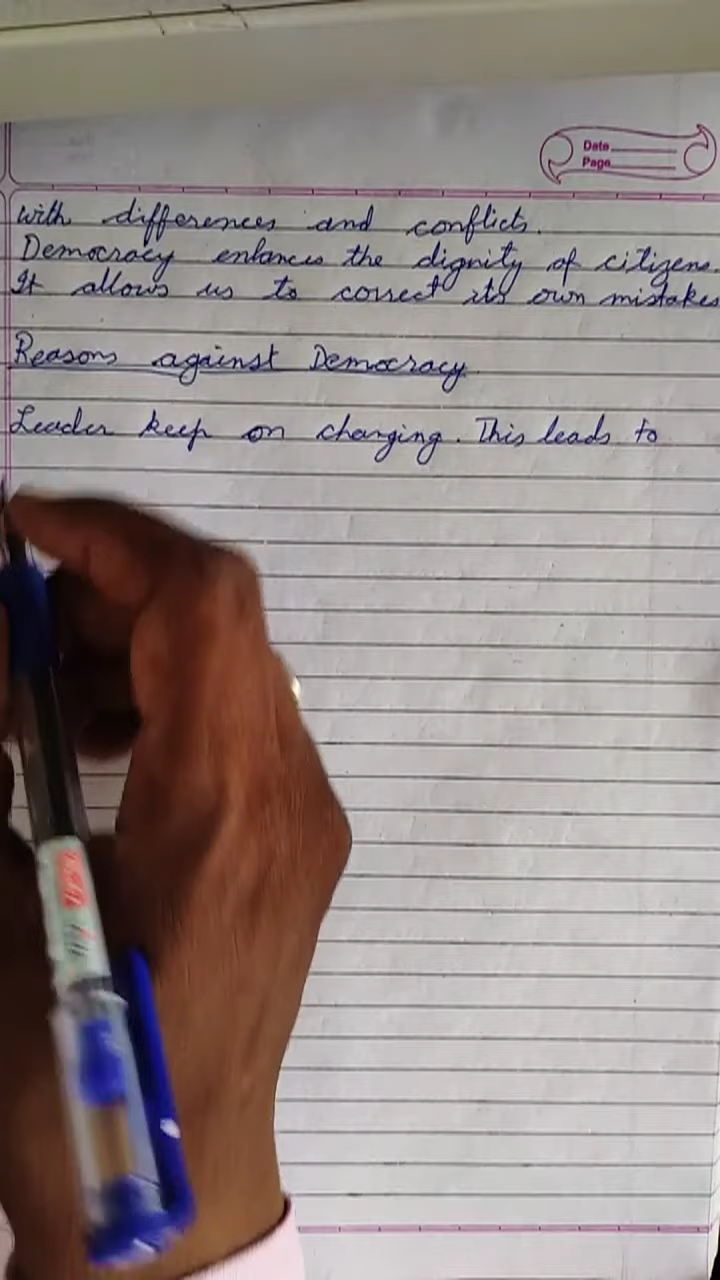 Date
Page
with differences and conflicts.
Democracy enhances the dignity of citizens.
It allows us to correct its own mistakes
Reasons against Democracy
Leader keep on changing. This leads to